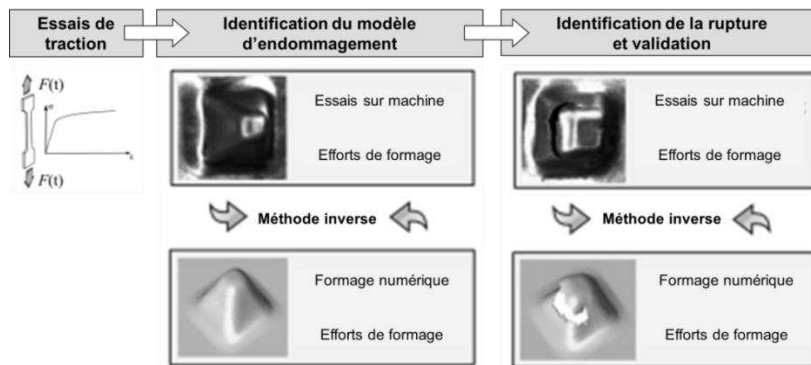 Essais de
traction
Identification du modèle
d'endommagement
Identification de la rupture
et validation
F(t)
σ
F(t)
Essais sur machine
Efforts de formage
Méthode inverse
Formage numérique
Efforts de formage
Essais sur machine
Efforts de formage
Méthode inverse
Formage numérique
Efforts de formage